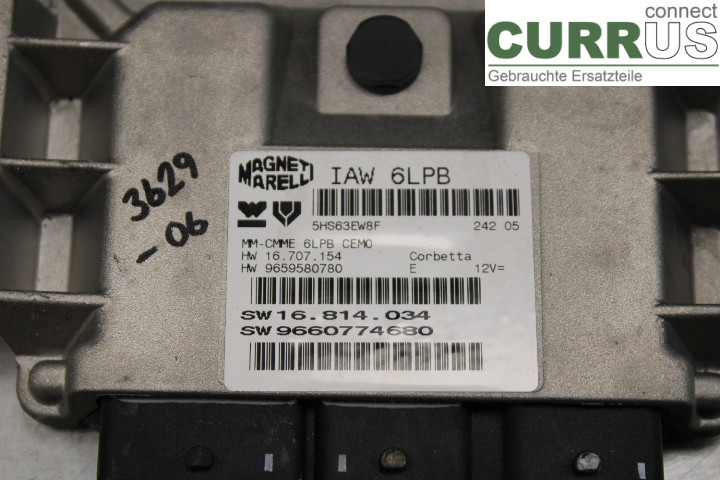 connect
CURRUS
Gebrauchte Ersatzteile
3629
-06
MAGNETI
MARELLI
IAW 6LPB
5HS63EW8F 242 05
MM-CMME 6LPB CEM0
HW 16.707.154 Corbetta
HW 9659580780 E 12V=
SW16.814.034
SW9660774680